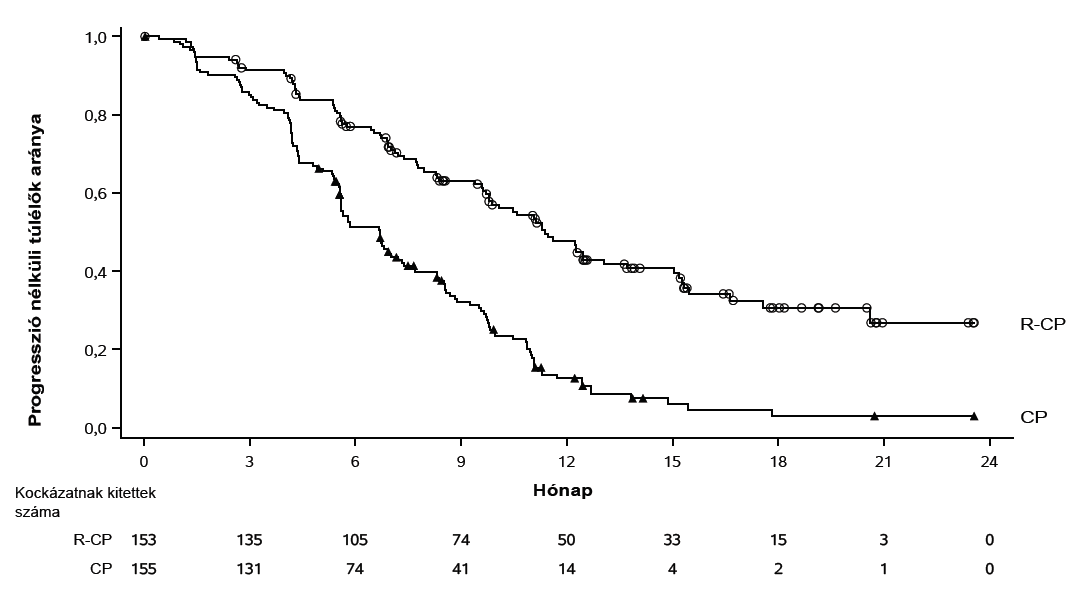 Progresszió nélküli túlélők aránya
1,0
0,8
0,6
0,4
0,2
0,0
R-CP
CP
0 3 6 9 12 15 18 21 24
Hónap
Kockázatnak kitettek
száma
R-CP 153 135 105 74 50 33 15 3 0
CP 155 131 74 41 14 4 2 1 0